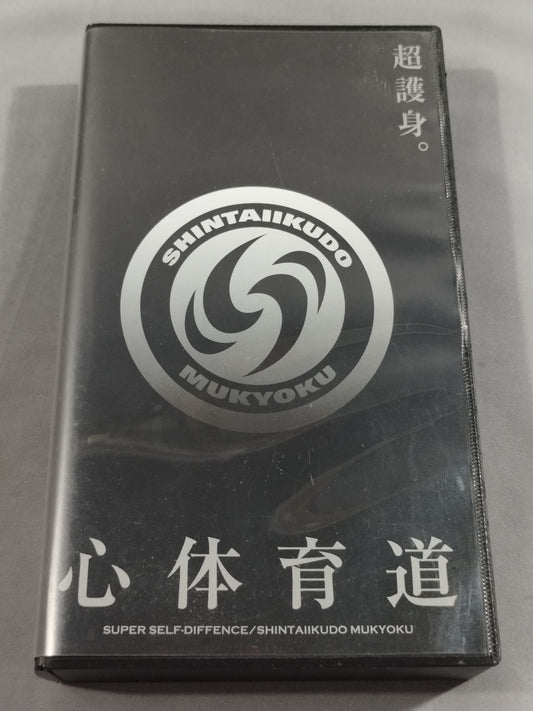 超護身。
SHINTAIIKUDO
MUKYOKU
心体育道
SUPER SELF-DIFFENCE/SHINTAIIKUDO MUKYOKU